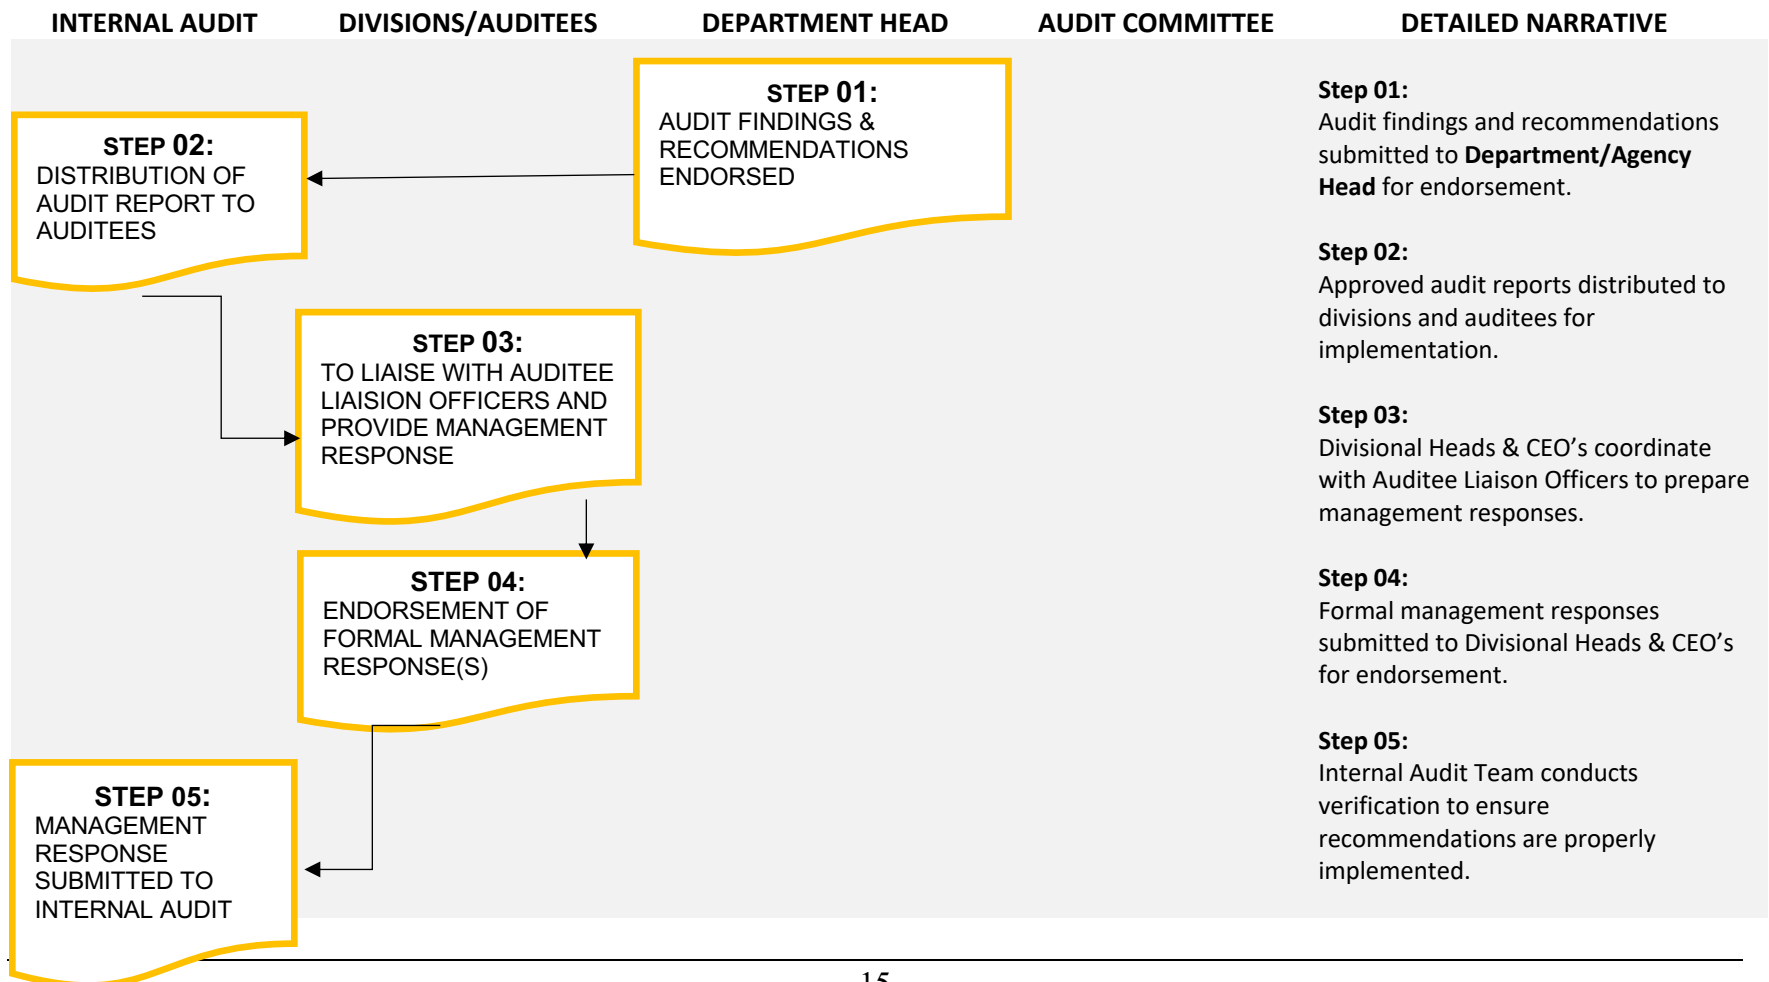 INTERNAL AUDIT
DIVISIONS/AUDITEES
DEPARTMENT HEAD
AUDIT COMMITTEE
DETAILED NARRATIVE
STEP 01:
AUDIT FINDINGS &
RECOMMENDATIONS
ENDORSED
STEP 02:
DISTRIBUTION OF
AUDIT REPORT TO
AUDITEES
STEP 03:
TO LIAISE WITH AUDITEE
LIAISION OFFICERS AND
PROVIDE MANAGEMENT
RESPONSE
STEP 04:
ENDORSEMENT OF
FORMAL MANAGEMENT
RESPONSE(S)
STEP 05:
MANAGEMENT
RESPONSE
SUBMITTED TO
INTERNAL AUDIT
Step 01:
Audit findings and recommendations
submitted to Department/Agency
Head for endorsement.
Step 02:
Approved audit reports distributed to
divisions and auditees for
implementation.
Step 03:
Divisional Heads & CEO’s coordinate
with Auditee Liaison Officers to prepare
management responses.
Step 04:
Formal management responses
submitted to Divisional Heads & CEO’s
for endorsement.
Step 05:
Internal Audit Team conducts
verification to ensure
recommendations are properly
implemented.
15